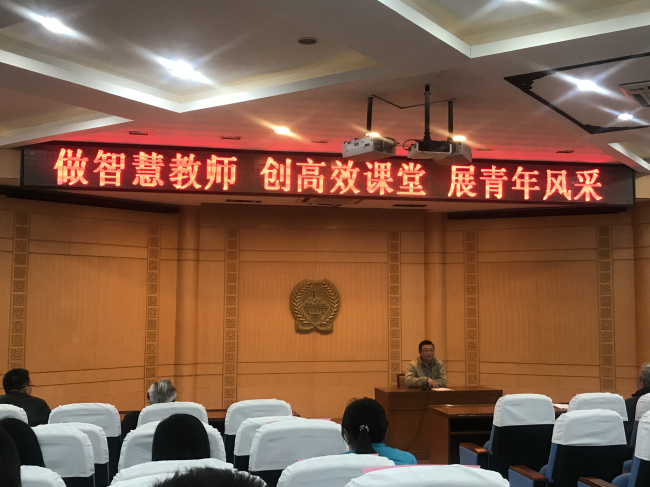 做智慧教师 创高效课堂 展青年风采